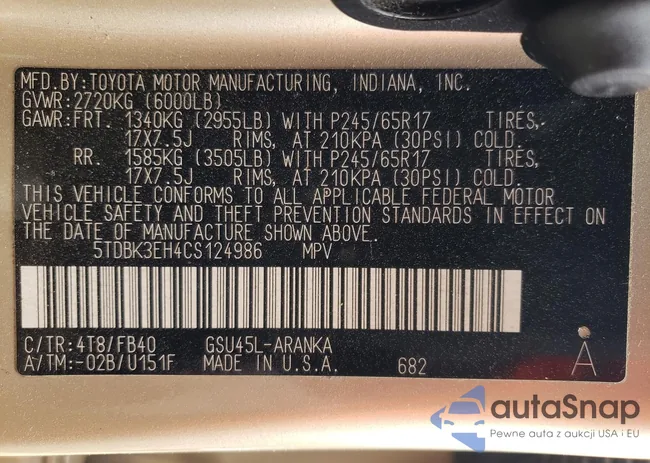 MFD.BY:TOYOTA MOTOR MANUFACTURING, INDIANA, INC.
GVWR:2720KG (6000LB)
GAWR:FRT. 1340KG (2955LB) WITH P245/65R17 TIRES,
17X7.5J RIMS, AT 210KPA (30PSI) COLD.
RR. 1585KG (3505LB) WITH P245/65R17 TIRES,
17X7.5J RIMS, AT 210KPA (30PSI) COLD.
THIS VEHICLE CONFORMS TO ALL APPLICABLE FEDERAL MOTOR
VEHICLE SAFETY AND THEFT PREVENTION STANDARDS IN EFFECT ON
THE DATE OF MANUFACTURE SHOWN ABOVE.
5TDBK3EH4CS124986 MPV
C/TR:4T8/FB40 GSU45L-ARANKA
A/TM:-02B/U151F MADE IN U.S.A. 682 A
autaSnap
Pewne auta z aukcji USA i EU